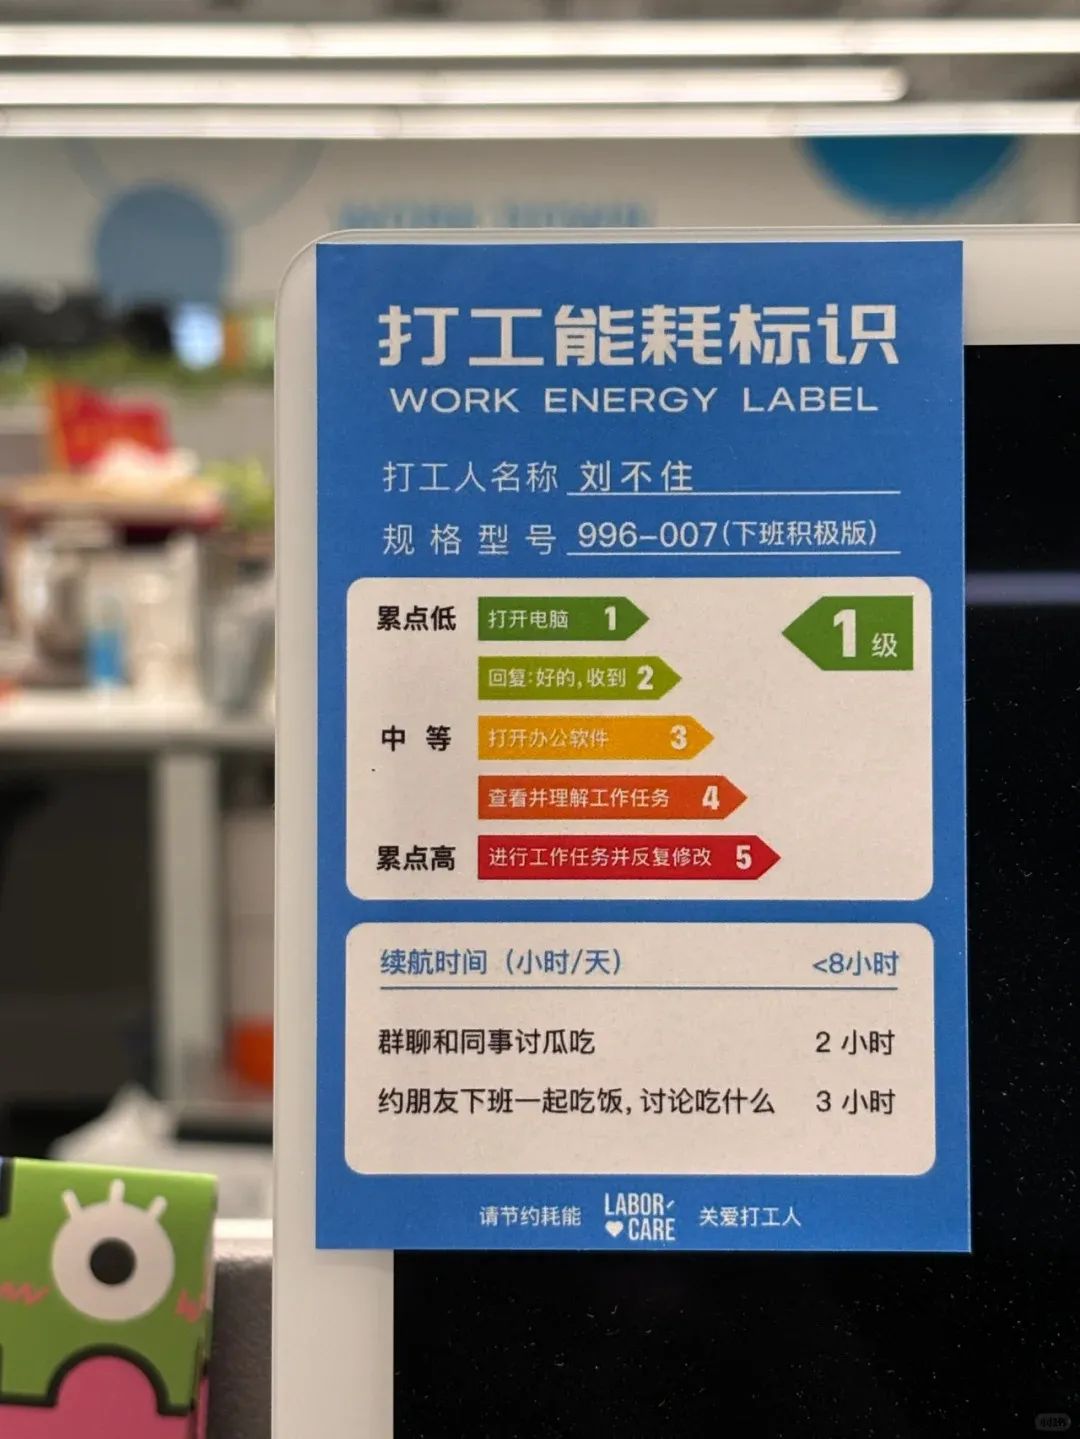 打工能耗标识
WORK ENERGY LABEL
打工人名称 刘不住
规格型号 996-007(下班积极版)
累点低 打开电脑 1 1级
回复:好的,收到 2
中等 打开办公软件 3
查看并理解工作任务 4
累点高 进行工作任务并反复修改 5
续航时间（小时/天） <8小时
群聊和同事讨瓜吃 2 小时
约朋友下班一起吃饭,讨论吃什么 3 小时
请节约耗能 LABOR CARE 关爱打工人